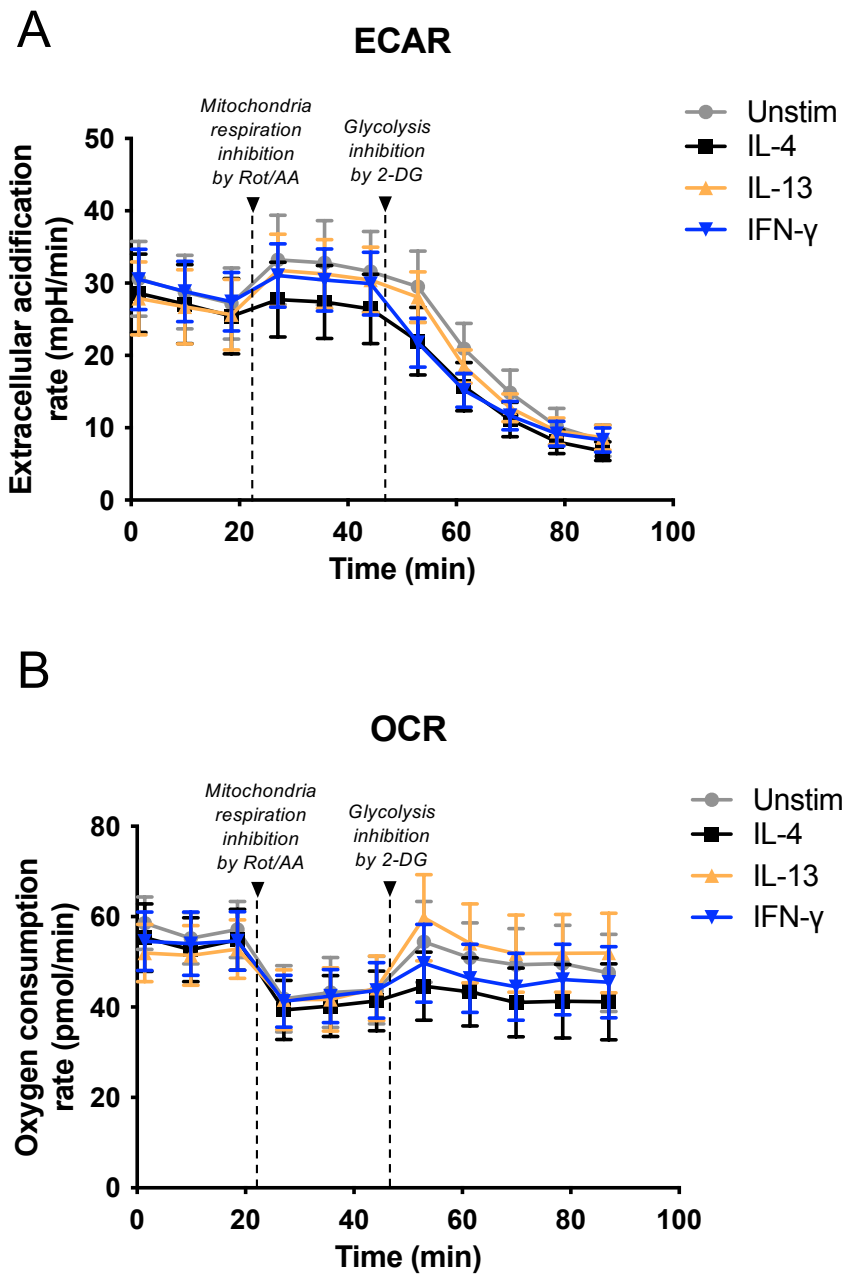 A
ECAR
Mitochondria
respiration
inhibition
by Rot/AA
Glycolysis
inhibition
by 2-DG
Unstim
IL-4
IL-13
IFN-γ
Extracellular acidification
rate (mpH/min)
50
40
30
20
10
0
0 20 40 60 80 100
Time (min)
B
OCR
Mitochondria
respiration
inhibition
by Rot/AA
Glycolysis
inhibition
by 2-DG
Unstim
IL-4
IL-13
IFN-γ
Oxygen consumption
rate (pmol/min)
80
60
40
20
0
0 20 40 60 80 100
Time (min)